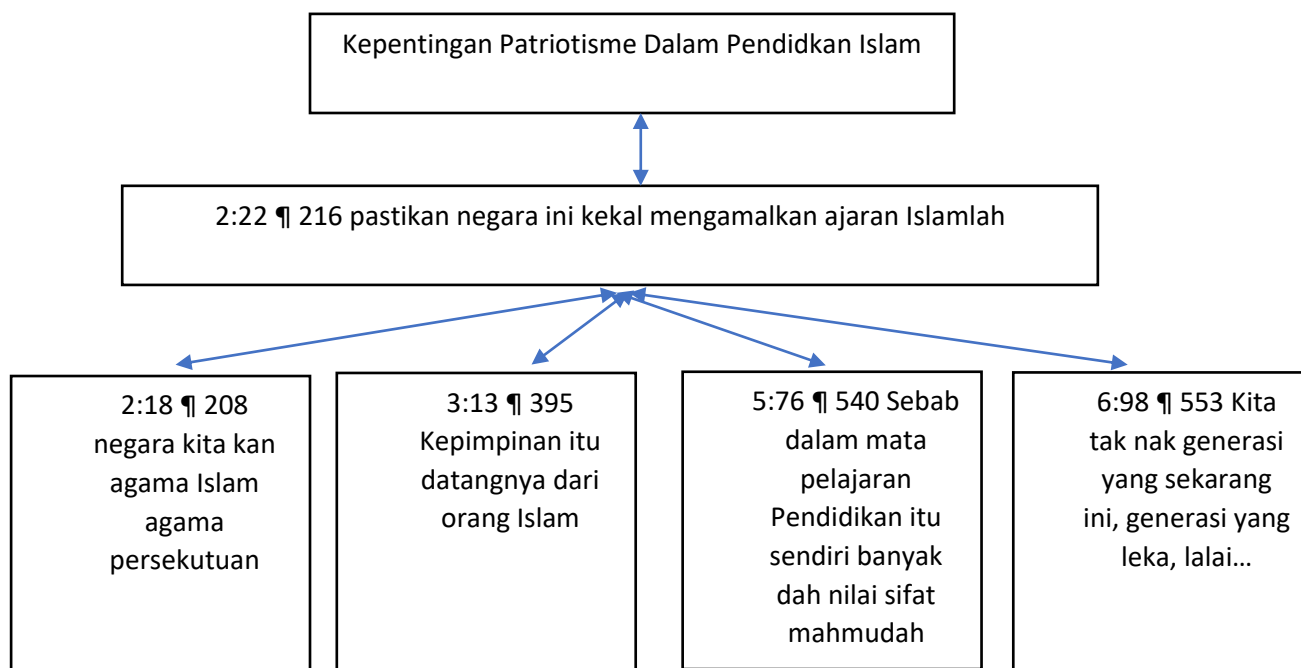 Kepentingan Patriotisme Dalam Pendidkan Islam
2:22 ¶ 216 pastikan negara ini kekal mengamalkan ajaran Islamlah
2:18 ¶ 208
negara kita kan
agama Islam
agama
persekutuan
3:13 ¶ 395
Kepimpinan itu
datangnya dari
orang Islam
5:76 ¶ 540 Sebab
dalam mata
pelajaran
Pendidikan itu
sendiri banyak
dah nilai sifat
mahmudah
6:98 ¶ 553 Kita
tak nak generasi
yang sekarang
ini, generasi yang
leka, lalai…